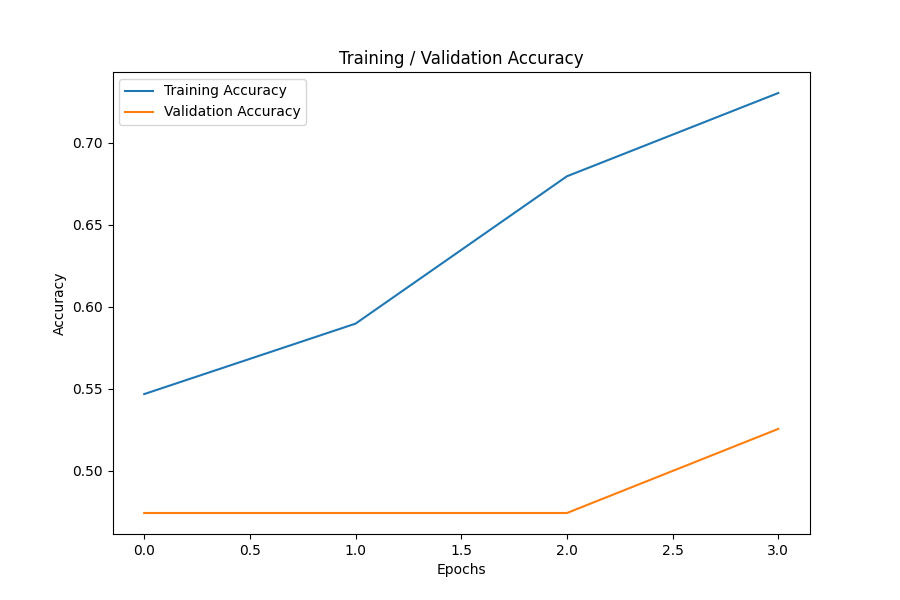 Training / Validation Accuracy
Training Accuracy
Validation Accuracy
0.70
0.65
0.60
0.55
0.50
Accuracy
0.0 0.5 1.0 1.5 2.0 2.5 3.0
Epochs